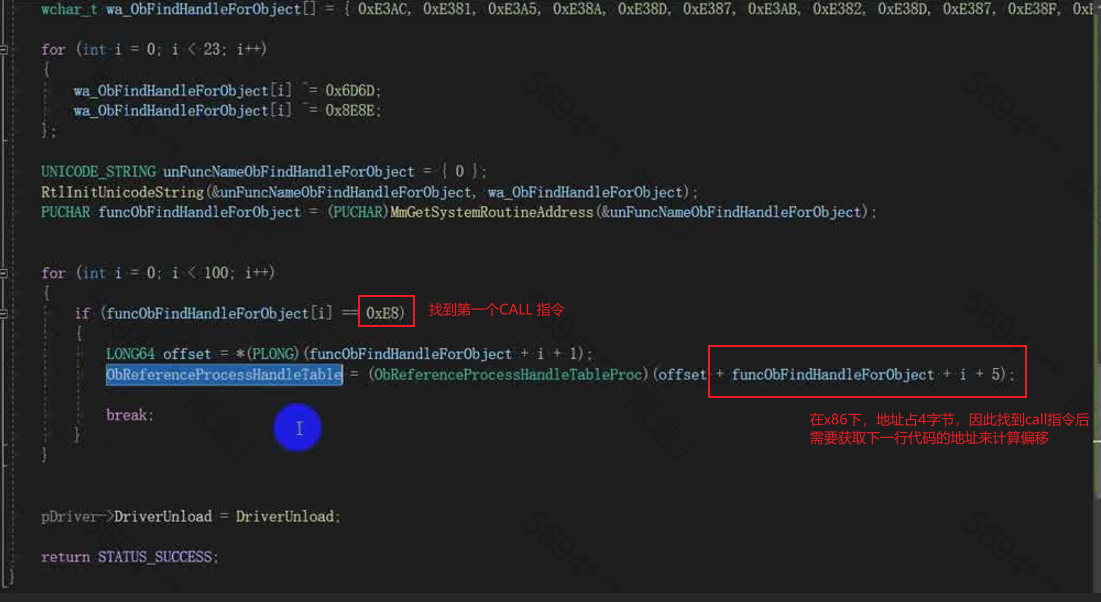 wchar_t wa_ObFindHandleForObject[] = { 0xE3AC, 0xE381, 0xE3A5, 0xE38A, 0xE38D, 0xE387, 0xE3AB, 0xE382, 0xE38D, 0xE387, 0xE38F,
for (int i = 0; i < 23; i++)
{
wa_ObFindHandleForObject[i] ^= 0x6D6D;
wa_ObFindHandleForObject[i] ^= 0x8E8E;
};
UNICODE_STRING unFuncNameObFindHandleForObject = { 0 };
RtlInitUnicodeString(&unFuncNameObFindHandleForObject, wa_ObFindHandleForObject);
PUCHAR funcObFindHandleForObject = (PUCHAR)MmGetSystemRoutineAddress(&unFuncNameObFindHandleForObject);
for (int i = 0; i < 100; i++)
{
if (funcObFindHandleForObject[i] == 0xE8) 找到第一个CALL 指令
{
LONG64 offset = *(PLONG)(funcObFindHandleForObject + i + 1);
ObReferenceProcessHandleTable = (ObReferenceProcessHandleTableProc)(offset + funcObFindHandleForObject + i + 5);
break;
在x86下，地址占4字节，因此找到call指令后
需要获取下一行代码的地址来计算偏移
}
}
pDriver->DriverUnload = DriverUnload;
return STATUS_SUCCESS;
}